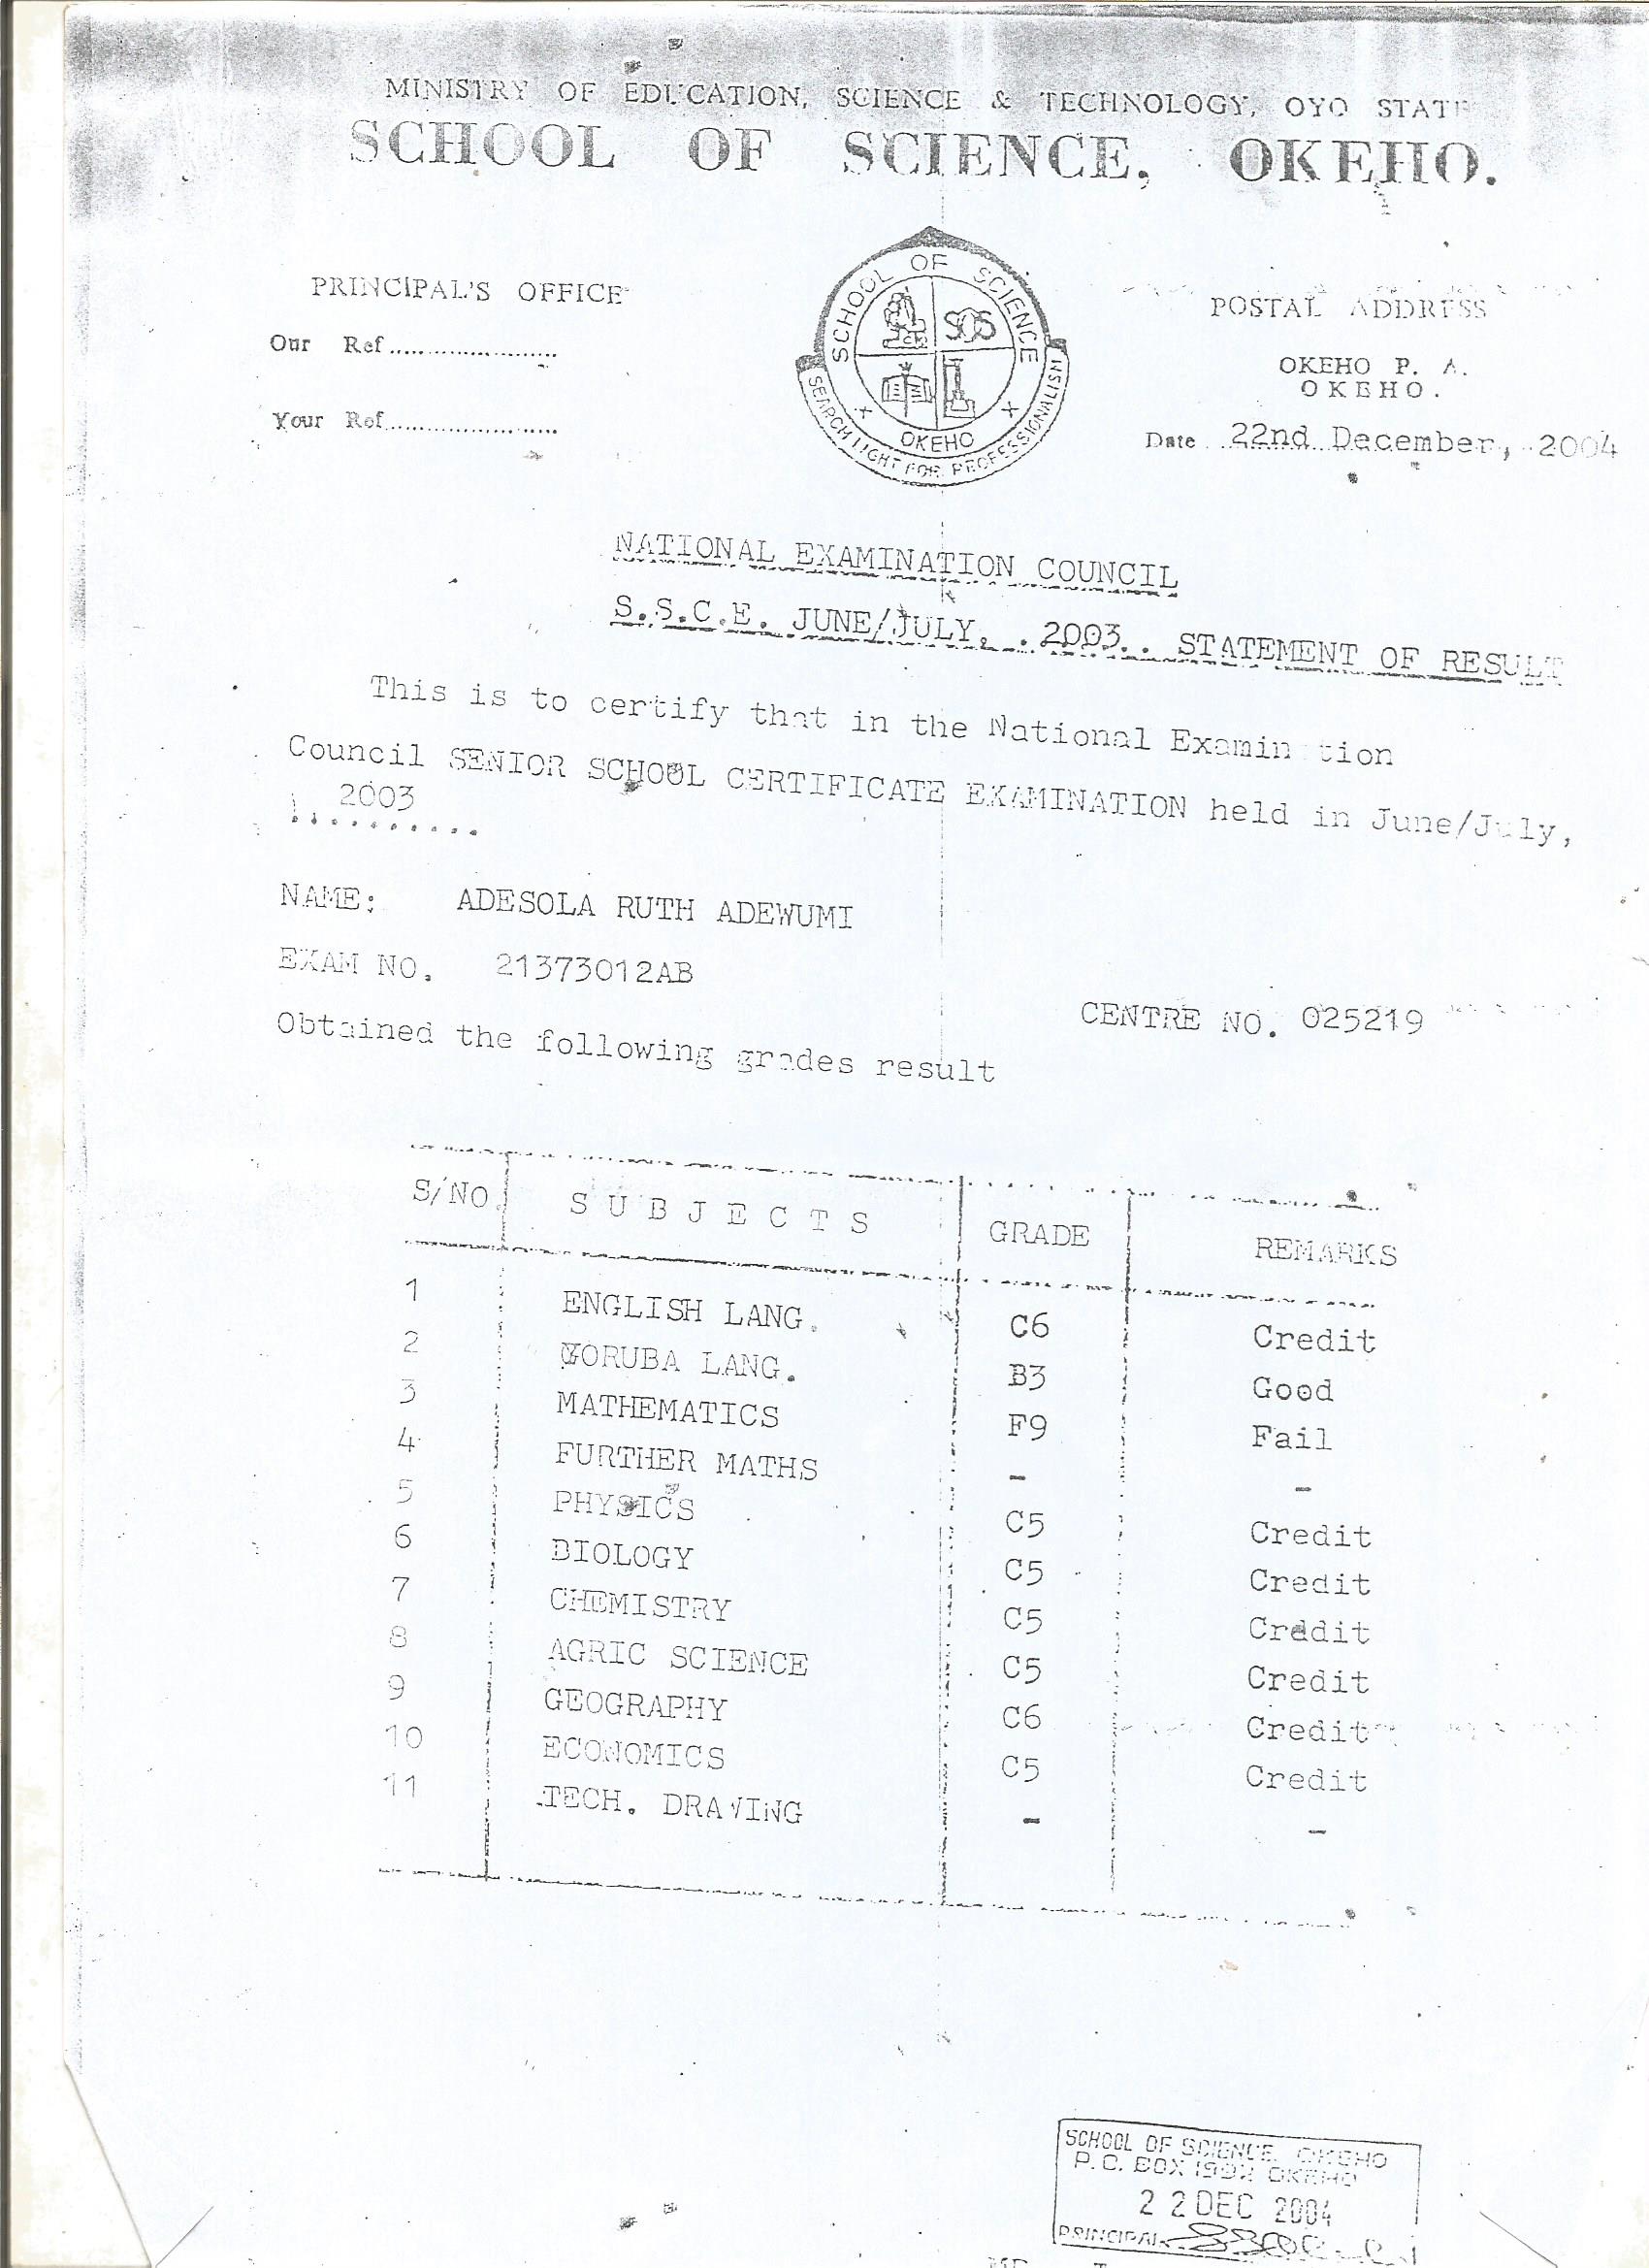 MINISTRY OF EDUCATION, SCIENCE & TECHNOLOGY, OYO STATE
SCHOOL OF SCIENCE, OKEHO.
PRINCIPAL'S OFFICE
Our Ref......................
Your Ref......................
SCHOOL OF SCIENCE
SOS
OKEHO
SEARCH LIGHT FOR PROFESSIONALISM
POSTAL ADDRESS
OKEHO P. A.
OKEHO.
Date 22nd December, 2004
NATIONAL EXAMINATION COUNCIL
S.S.C.E. JUNE/JULY, . 2003. . STATEMENT OF RESULT
This is to certify that in the National Examin tion
Council SENIOR SCHOOL CERTIFICATE EXAMINATION held in June/July,
2003
NAME: ADESOLA RUTH ADEWUMI
EXAM NO. 21373012AB
CENTRE NO. 025219
Obtained the following grades result
S/NO. SUBJECTS GRADE REMARKS
1 ENGLISH LANG. C6 Credit
2 YORUBA LANG. B3 Good
3 MATHEMATICS F9 Fail
4 FURTHER MATHS - -
5 PHYSICS C5 Credit
6 BIOLOGY C5 Credit
7 CHEMISTRY C5 Credit
8 AGRIC SCIENCE C5 Credit
9 GEOGRAPHY C6 Credit
10 ECONOMICS C5 Credit
11 TECH. DRAWING - -
SCHOOL OF SCIENCE OKEHO
P.O. BOX OKEHO
22 DEC 2004
PRINCIPAL